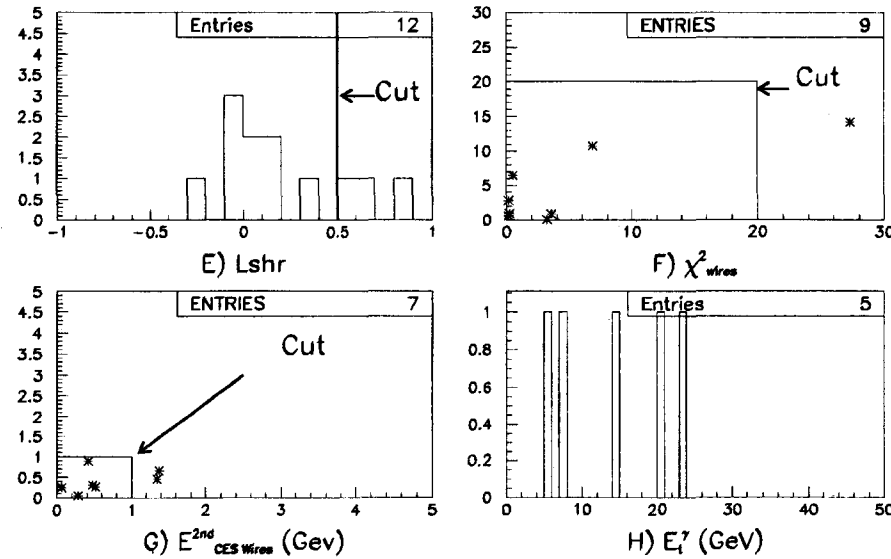 5
4.5
4
3.5
3
2.5
2
1.5
1
0.5
0
Entries 12
Cut
-1 -0.5 0 0.5 1
E) Lshr
30
25
20
15
10
5
0
ENTRIES 9
Cut
0 10 20 30
F) χ²wires
5
4.5
4
3.5
3
2.5
2
1.5
1
0.5
0
ENTRIES 7
Cut
0 1 2 3 4 5
G) E2nd CES Wires (Gev)
1
0.8
0.6
0.4
0.2
0
Entries 5
0 10 20 30 40 50
H) Etγ (GeV)